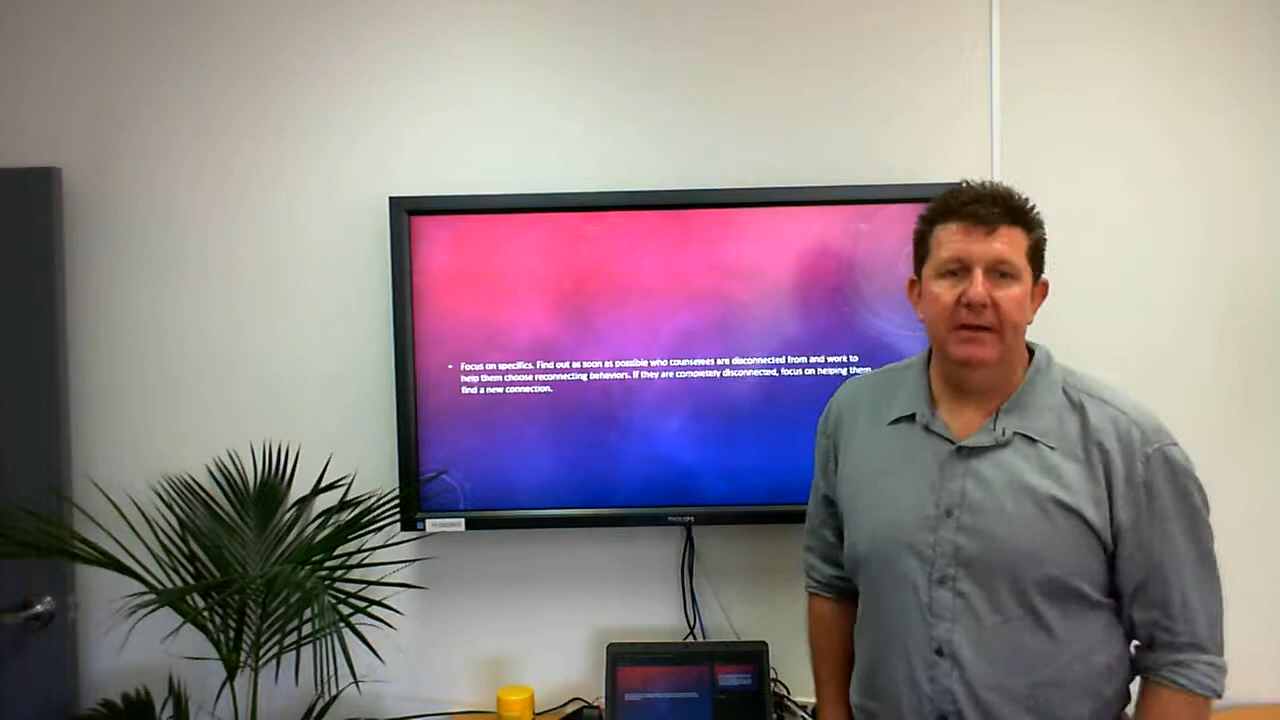 Focus on specifics. Find out as soon as possible who counselees are disconnected from and work to
help them choose reconnecting behaviors. If they are completely disconnected, focus on helping them
find a new connection.
PHILIPS